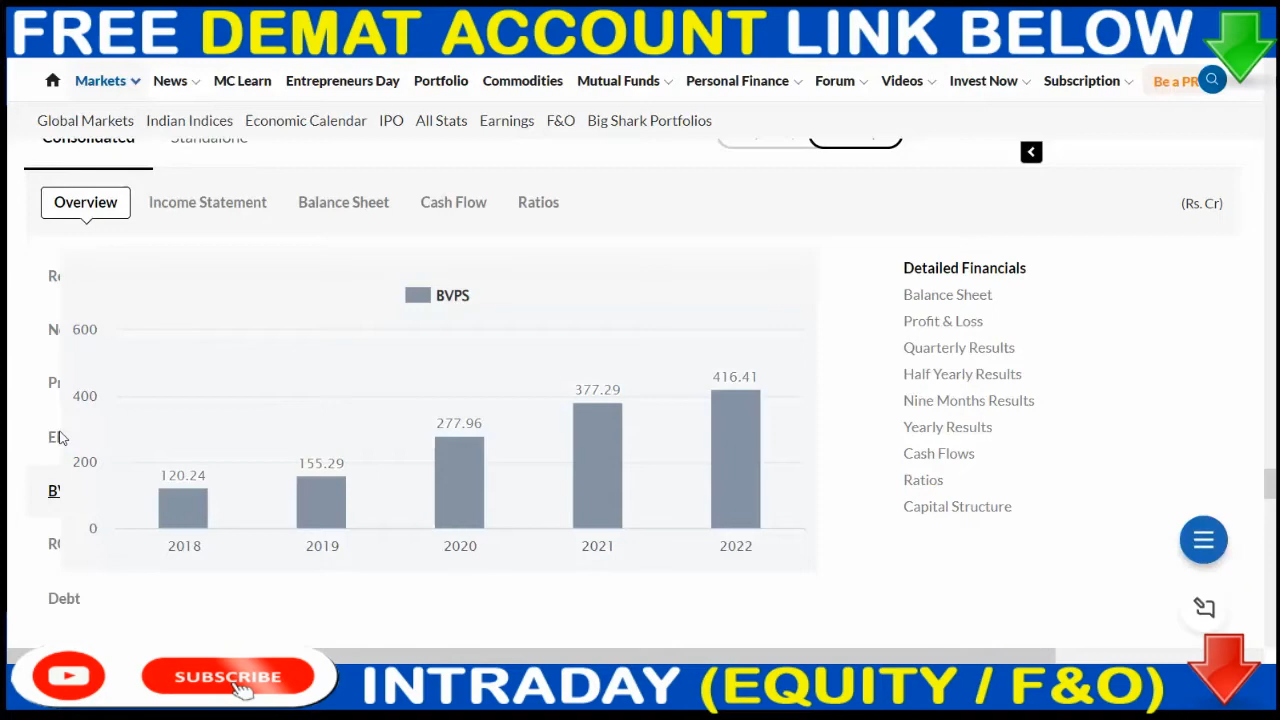 FREE DEMAT ACCOUNT LINK BELOW
Markets News MC Learn Entrepreneurs Day Portfolio Commodities Mutual Funds Personal Finance Forum Videos Invest Now Subscription Be a PR
Global Markets Indian Indices Economic Calendar IPO All Stats Earnings F&O Big Shark Portfolios
Consolidated Standalone
Overview Income Statement Balance Sheet Cash Flow Ratios (Rs. Cr)
BVPS
600
400
200
0
120.24
155.29
277.96
377.29
416.41
2018 2019 2020 2021 2022
Debt
Detailed Financials
Balance Sheet
Profit & Loss
Quarterly Results
Half Yearly Results
Nine Months Results
Yearly Results
Cash Flows
Ratios
Capital Structure
SUBSCRIBE
INTRADAY (EQUITY / F&O)